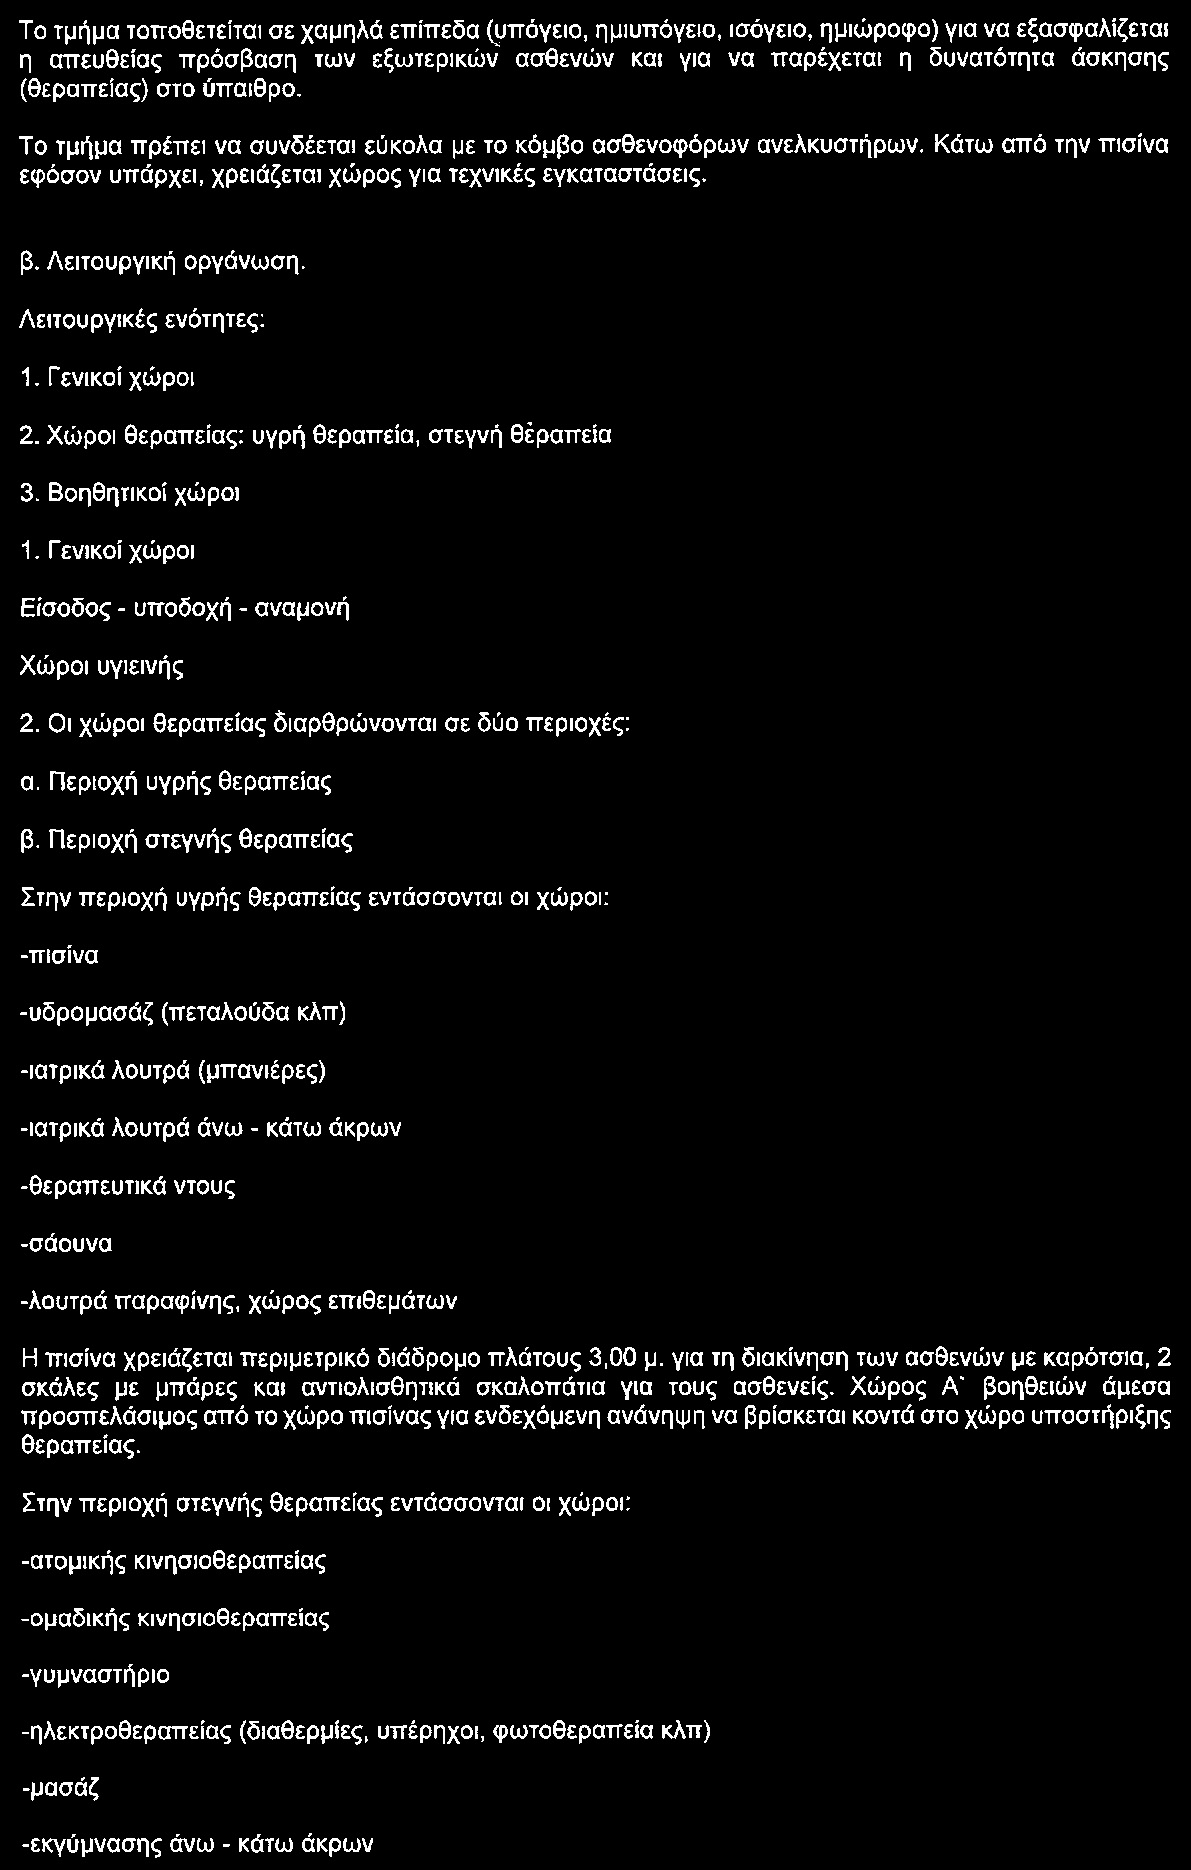 Το τμήμα τοποθετείται σε χαμηλά επίπεδα (υπόγειο, ημιυπόγειο, ισόγειο, ημιώροφο) για να εξασφαλίζεται
η απευθείας πρόσβαση των εξωτερικών ασθενών και για να παρέχεται η δυνατότητα άσκησης
(θεραπείας) στο ύπαιθρο.
Το τμήμα πρέπει να συνδέεται εύκολα με το κόμβο ασθενοφόρων ανελκυστήρων. Κάτω από την πισίνα
εφόσον υπάρχει, χρειάζεται χώρος για τεχνικές εγκαταστάσεις.
β. Λειτουργική οργάνωση.
Λειτουργικές ενότητες:
1. Γενικοί χώροι
2. Χώροι θεραπείας: υγρή θεραπεία, στεγνή θέραπεία
3. Βοηθητικοί χώροι
1. Γενικοί χώροι
Είσοδος - υποδοχή - αναμονή
Χώροι υγιεινής
2. Οι χώροι θεραπείας διαρθρώνονται σε δύο περιοχές:
α. Περιοχή υγρής θεραπείας
β. Περιοχή στεγνής θεραπείας
Στην περιοχή υγρής θεραπείας εντάσσονται οι χώροι:
-πισίνα
-υδρομασάζ (πεταλούδα κλπ)
-ιατρικά λουτρά (μπανιέρες)
-ιατρικά λουτρά άνω - κάτω άκρων
-θεραπευτικά ντους
-σάουνα
-λουτρά παραφίνης, χώρος επιθεμάτων
Η πισίνα χρειάζεται περιμετρικό διάδρομο πλάτους 3,00 μ. για τη διακίνηση των ασθενών με καρότσια, 2
σκάλες με μπάρες και αντιολισθητικά σκαλοπάτια για τους ασθενείς. Χώρος Α' βοηθειών άμεσα
προσπελάσιμος από το χώρο πισίνας για ενδεχόμενη ανάνηψη να βρίσκεται κοντά στο χώρο υποστήριξης
θεραπείας.
Στην περιοχή στεγνής θεραπείας εντάσσονται οι χώροι:
-ατομικής κινησιοθεραπείας
-ομαδικής κινησιοθεραπείας
-γυμναστήριο
-ηλεκτροθεραπείας (διαθερμίες, υπέρηχοι, φωτοθεραπεία κλπ)
-μασάζ
-εκγύμνασης άνω - κάτω άκρων